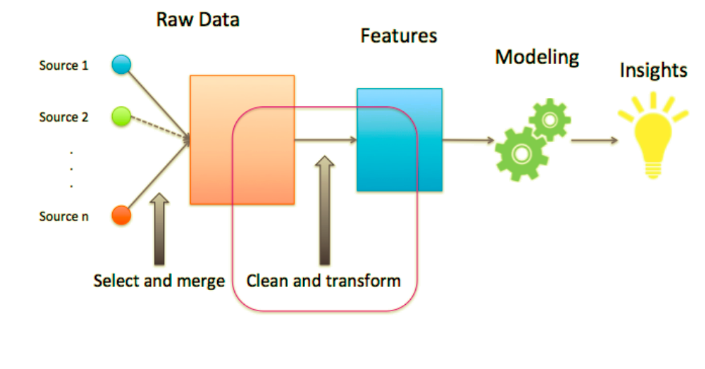 Raw Data
Features
Modeling
Insights
Source 1
Source 2
.
.
.
Source n
Select and merge
Clean and transform